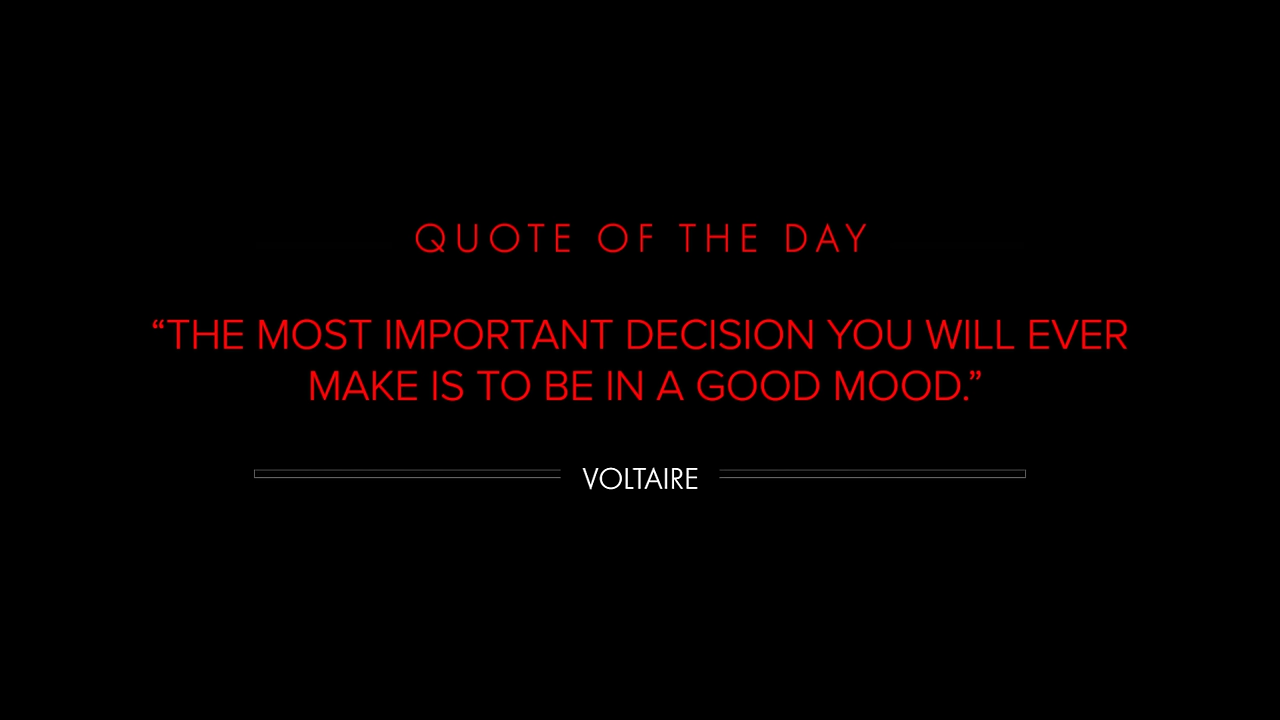 QUOTE OF THE DAY
“THE MOST IMPORTANT DECISION YOU WILL EVER
MAKE IS TO BE IN A GOOD MOOD.”
VOLTAIRE